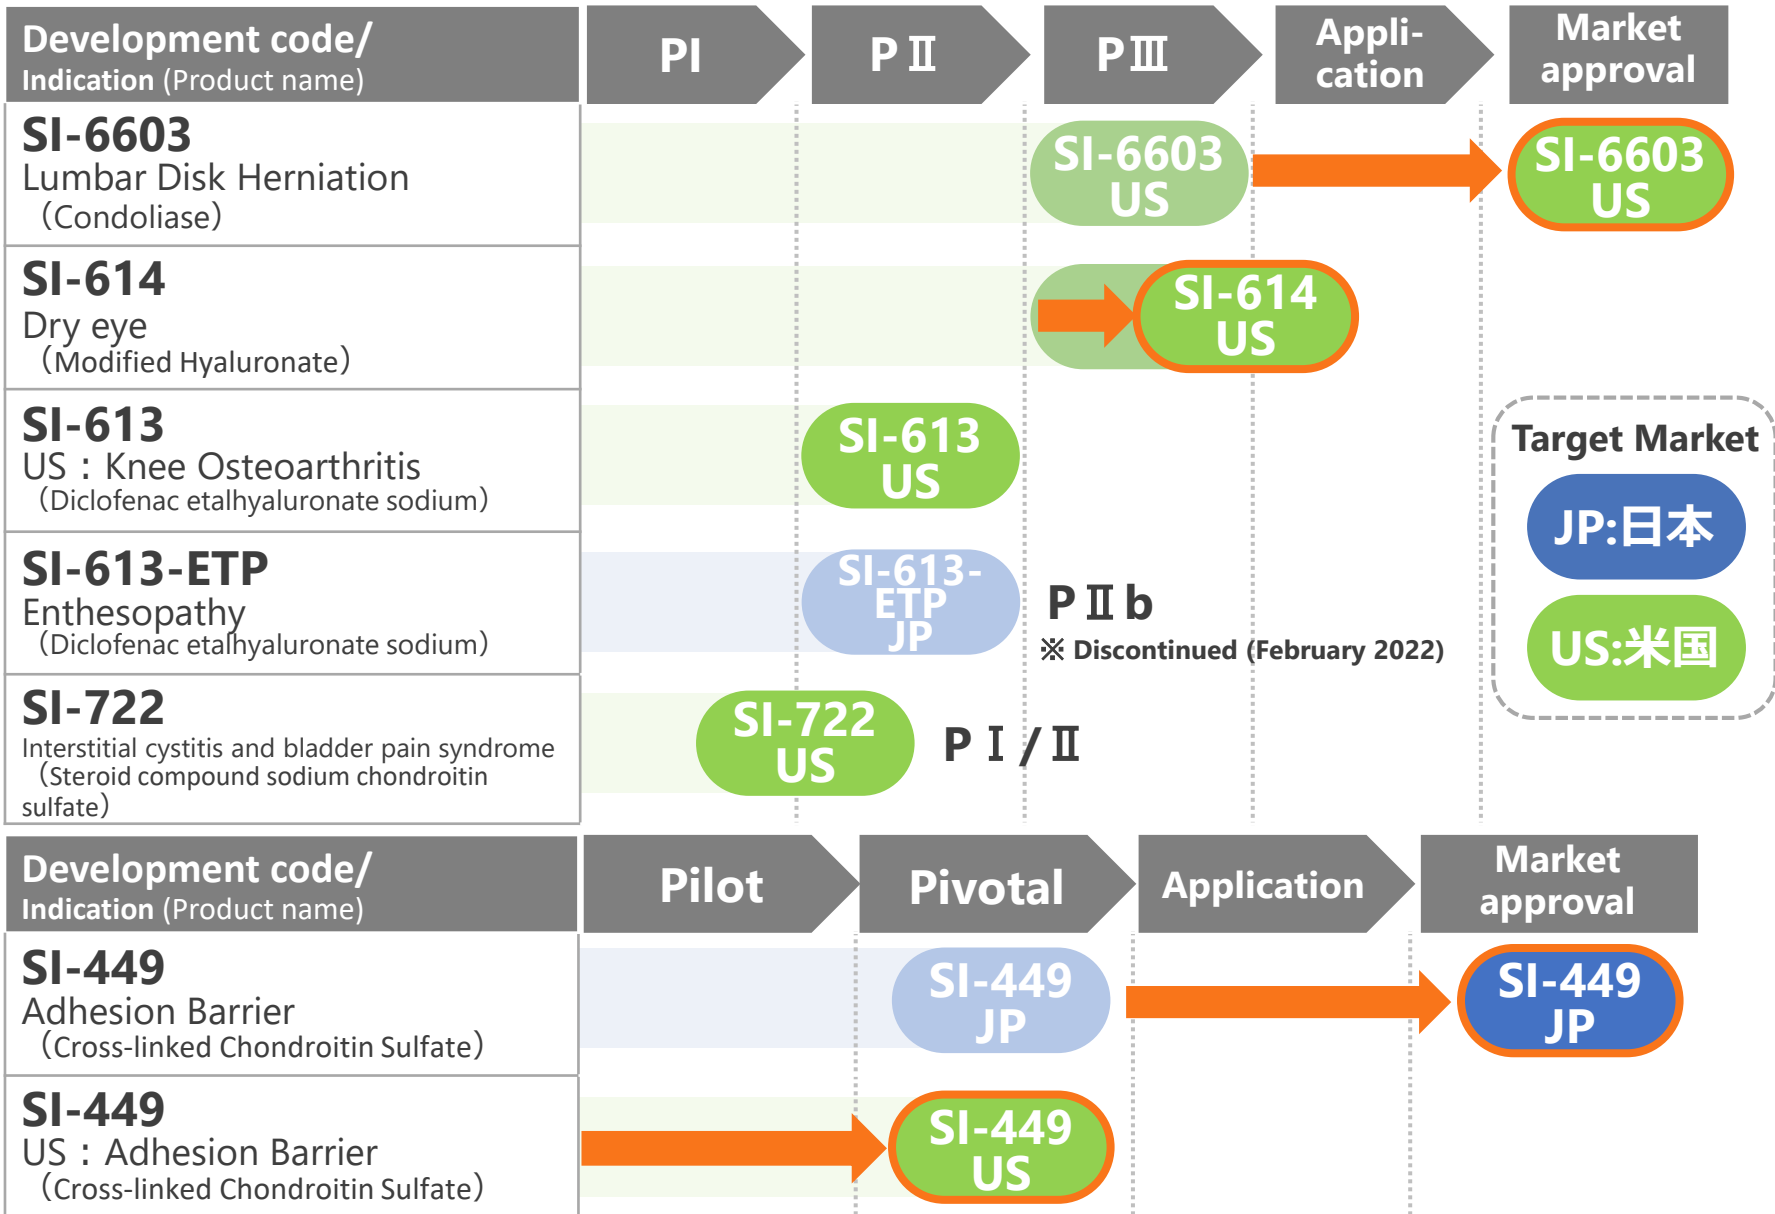 Development code/
Indication (Product name)
PI
PⅡ
PⅢ
Appli-
cation
Market
approval
SI-6603
Lumbar Disk Herniation
（Condoliase）
SI-6603
US
SI-6603
US
SI-614
Dry eye
（Modified Hyaluronate）
SI-614
US
SI-613
US：Knee Osteoarthritis
（Diclofenac etalhyaluronate sodium）
SI-613
US
Target Market
JP:日本
US:米国
SI-613-ETP
Enthesopathy
（Diclofenac etalhyaluronate sodium）
SI-613-
ETP
JP
PⅡb
※ Discontinued (February 2022)
SI-722
Interstitial cystitis and bladder pain syndrome
（Steroid compound sodium chondroitin
sulfate）
SI-722
US
PⅠ/Ⅱ
Development code/
Indication (Product name)
Pilot
Pivotal
Application
Market
approval
SI-449
Adhesion Barrier
（Cross-linked Chondroitin Sulfate）
SI-449
JP
SI-449
JP
SI-449
US：Adhesion Barrier
（Cross-linked Chondroitin Sulfate）
SI-449
US